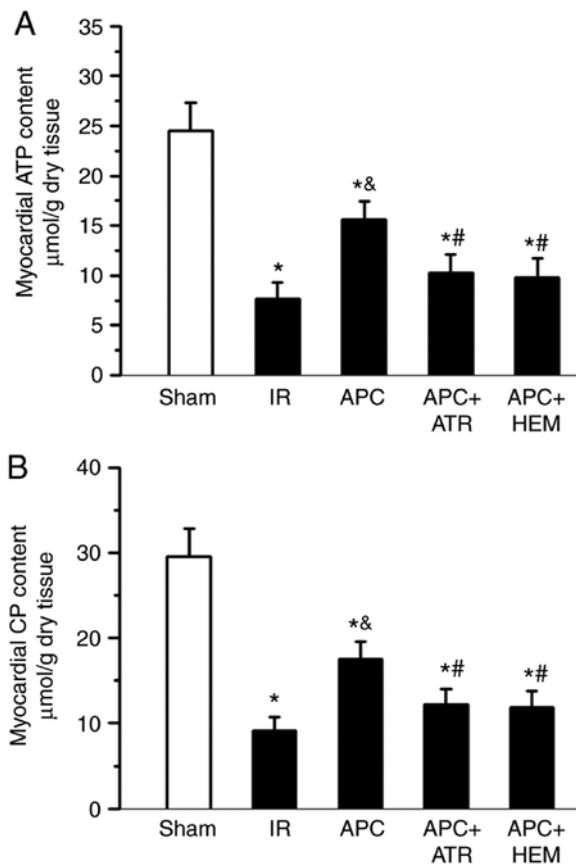 A
Myocardial ATP content
μmol/g dry tissue
35
30
25
20
15
10
5
0
*
*&
*#
*#
Sham
IR
APC
APC+
ATR
APC+
HEM
B
Myocardial CP content
μmol/g dry tissue
40
30
20
10
0
*
*&
*#
*#
Sham
IR
APC
APC+
ATR
APC+
HEM